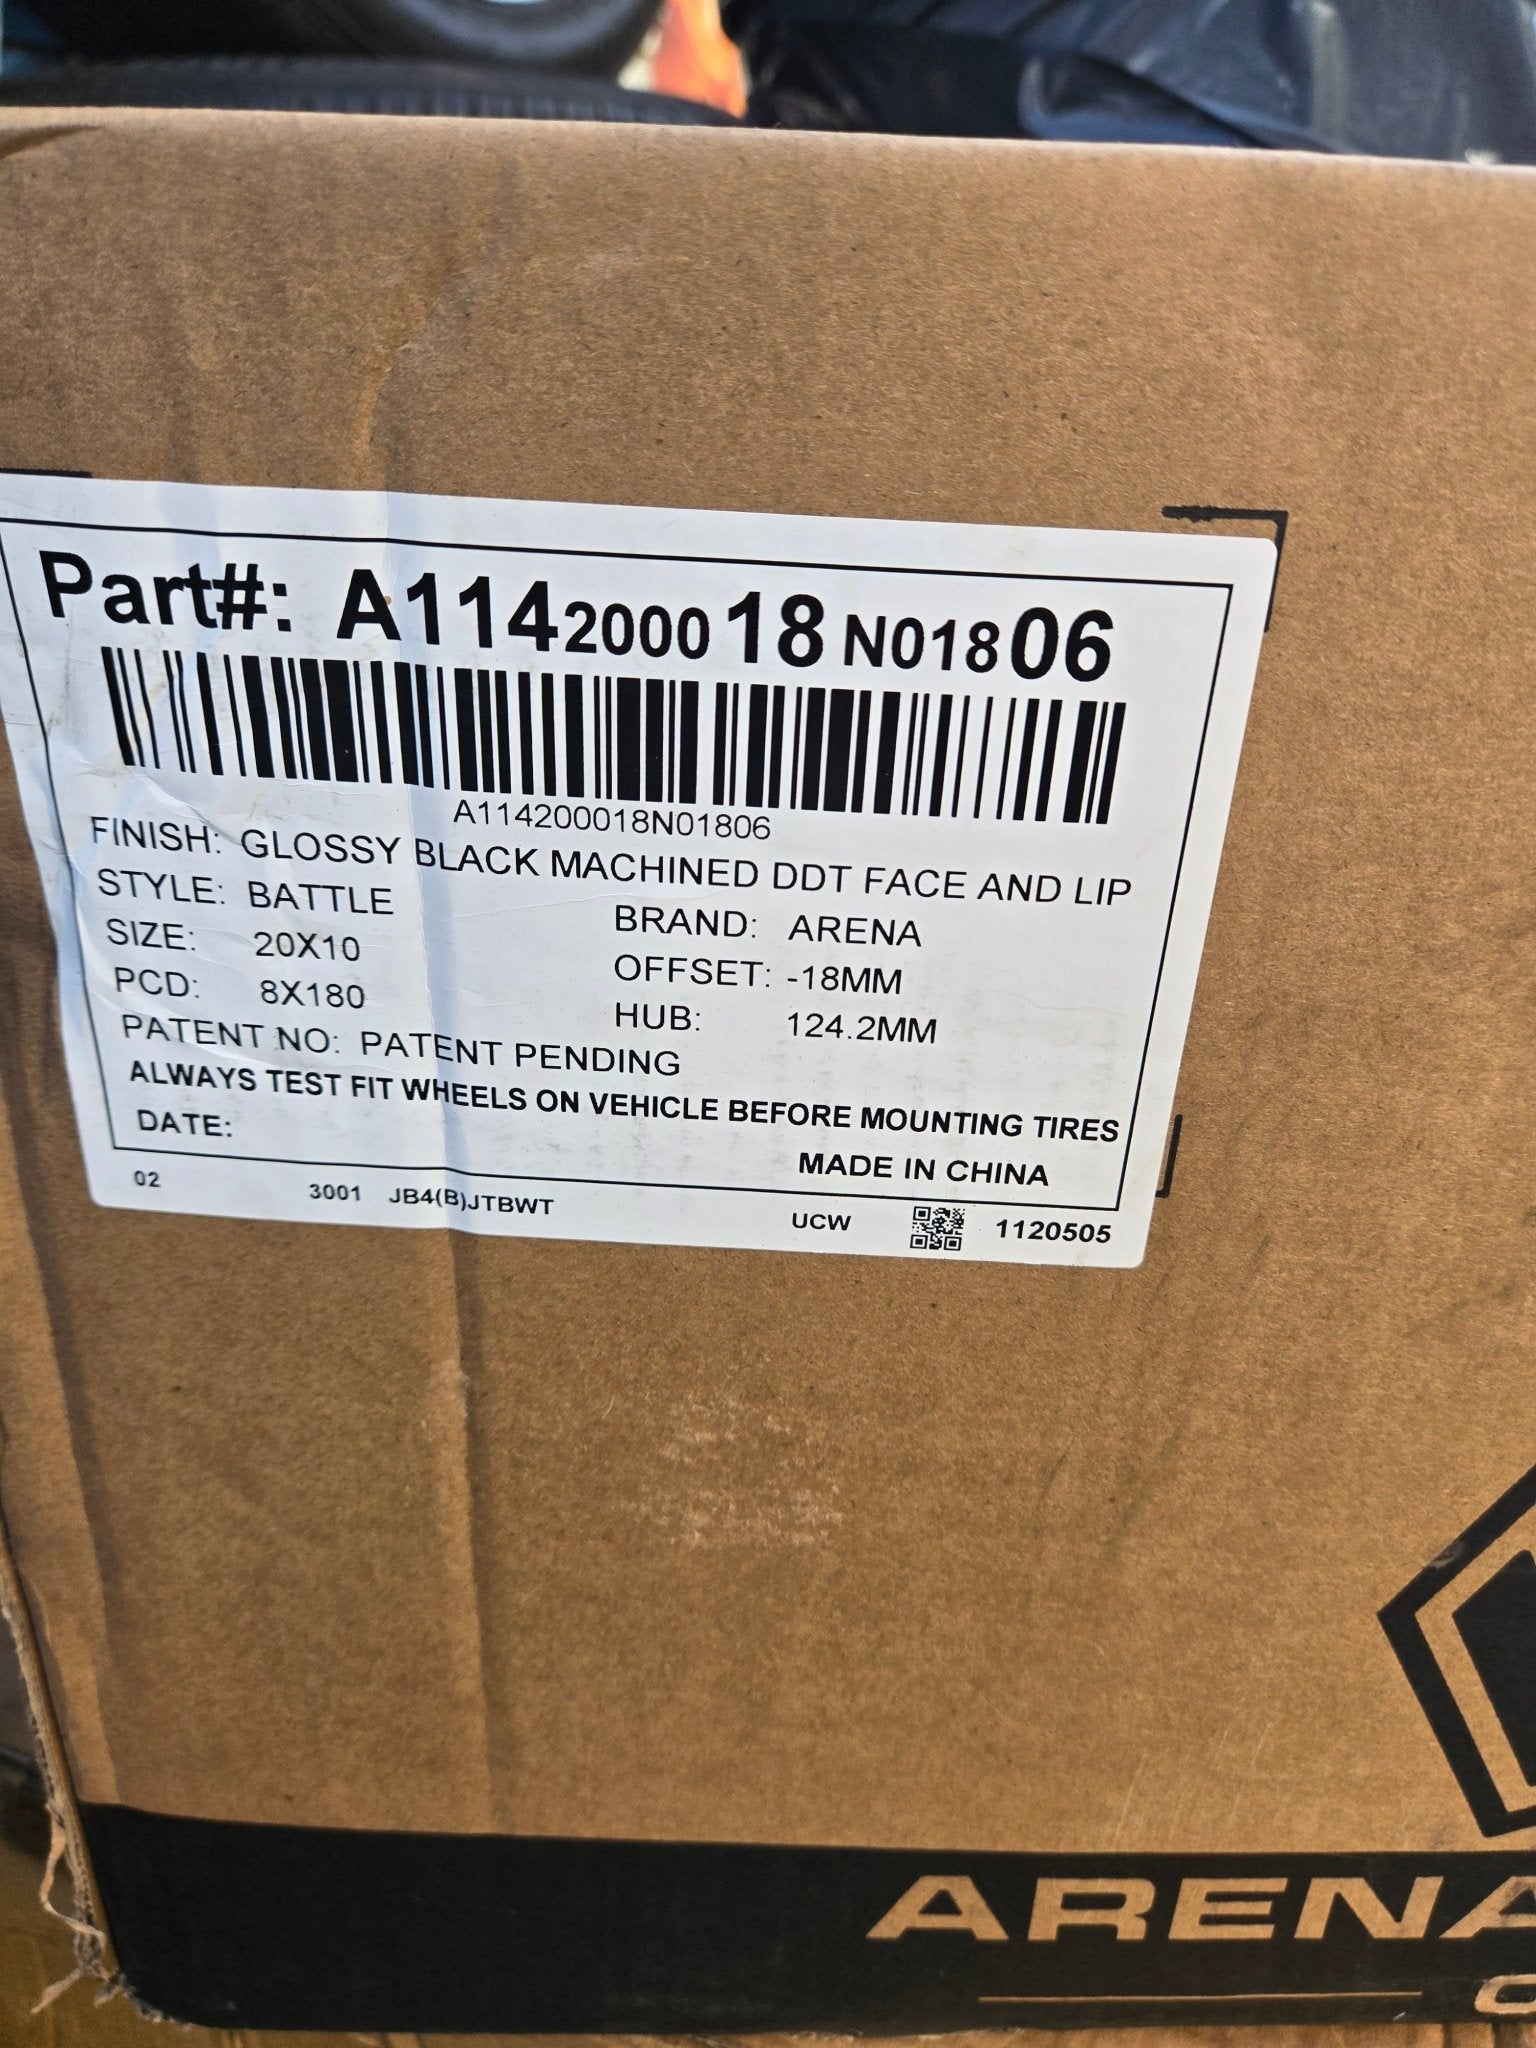 Part#: A114200018N01806
A114200018N01806
FINISH: GLOSSY BLACK MACHINED DDT FACE AND LIP
STYLE: BATTLE
BRAND: ARENA
SIZE: 20X10
OFFSET: -18MM
PCD: 8X180
HUB: 124.2MM
PATENT NO: PATENT PENDING
ALWAYS TEST FIT WHEELS ON VEHICLE BEFORE MOUNTING TIRES
DATE:
MADE IN CHINA
02 3001 JB4(B)JTBWT UCW 1120505
ARENA